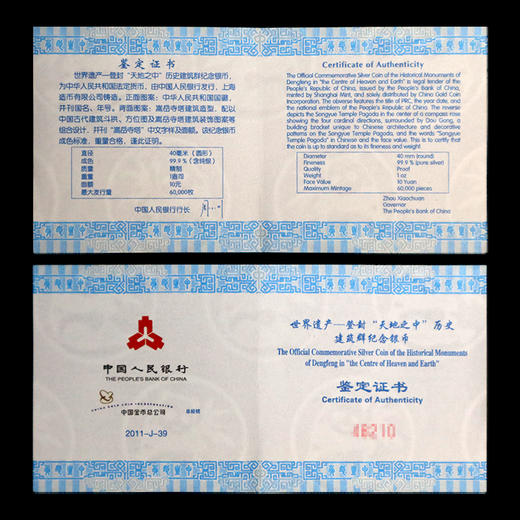 鉴定证书
世界遗产—登封“天地之中”历史建筑群纪念银币，
为中华人民共和国法定货币，由中国人民银行发行，上海
造币有限公司铸造。正面图案：中华人民共和国国徽，
并刊国名、年号。背面图案：嵩岳寺塔建筑造型，配以
中国古代建筑斗拱、方位图及嵩岳寺塔建筑装饰图案等
组合设计，并刊“嵩岳寺塔”中文字样及面额。该纪念银币
成色标准，重量合格，谨此证明。
直径 40毫米（圆形）
成色 99.9％（含纯银）
质量 精制
重量 1盎司
面额 10元
最大发行量 60,000枚
中国人民银行行长
Certificate of Authenticity
The Official Commemorative Silver Coin of the Historical Monuments of
Dengfeng in "the Centre of Heaven and Earth" is legal tender of the
People's Republic of China, issued by the People's Bank of China,
minted by Shanghai Mint, and solely distributed by China Gold Coin
Incorporation. The obverse features the title of PRC, the year date, and
the national emblem of the People's Republic of China. The reverse
depicts the Songyue Temple Pagoda in the center of a compass rose
showing the four cardinal directions, surrounded by Dou Gong, a
building bracket unique to Chinese architecture and decorative
patterns on the Songyue Temple Pagoda, with the words "Songyue
Temple Pagoda" in Chinese and the face value. This is to certify that
the coin is up to standard as to its fineness and weight
Diameter 40 mm (round)
Fineness 99.9% (pure silver)
Quality Proof
Weight 1 oz
Face Value 10 Yuan
Maximum Mintage 60,000 pieces
Zhou Xiaochuan
Governor
The People's Bank of China
中国人民银行
THE PEOPLE'S BANK OF CHINA
CHINA GOLD COIN INCORPORATION
中国金币总公司 总经销
2011-J-39
世界遗产—登封“天地之中”历史
建筑群纪念银币
The Official Commemorative Silver Coin of the Historical Monuments
of Dengfeng in "the Centre of Heaven and Earth"
鉴定证书
Certificate of Authenticity
48210